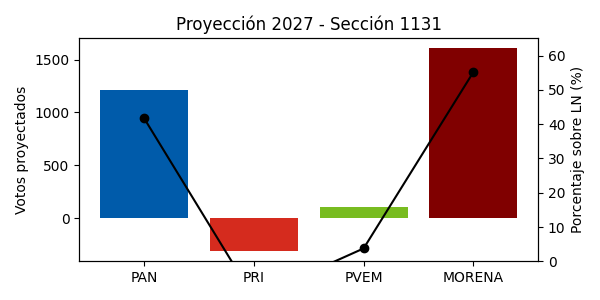 Proyección 2027 - Sección 1131
Votos proyectados
1500
1000
500
0
60
50
40
30
20
10
0
Porcentaje sobre LN (%)
PAN PRI PVEM MORENA